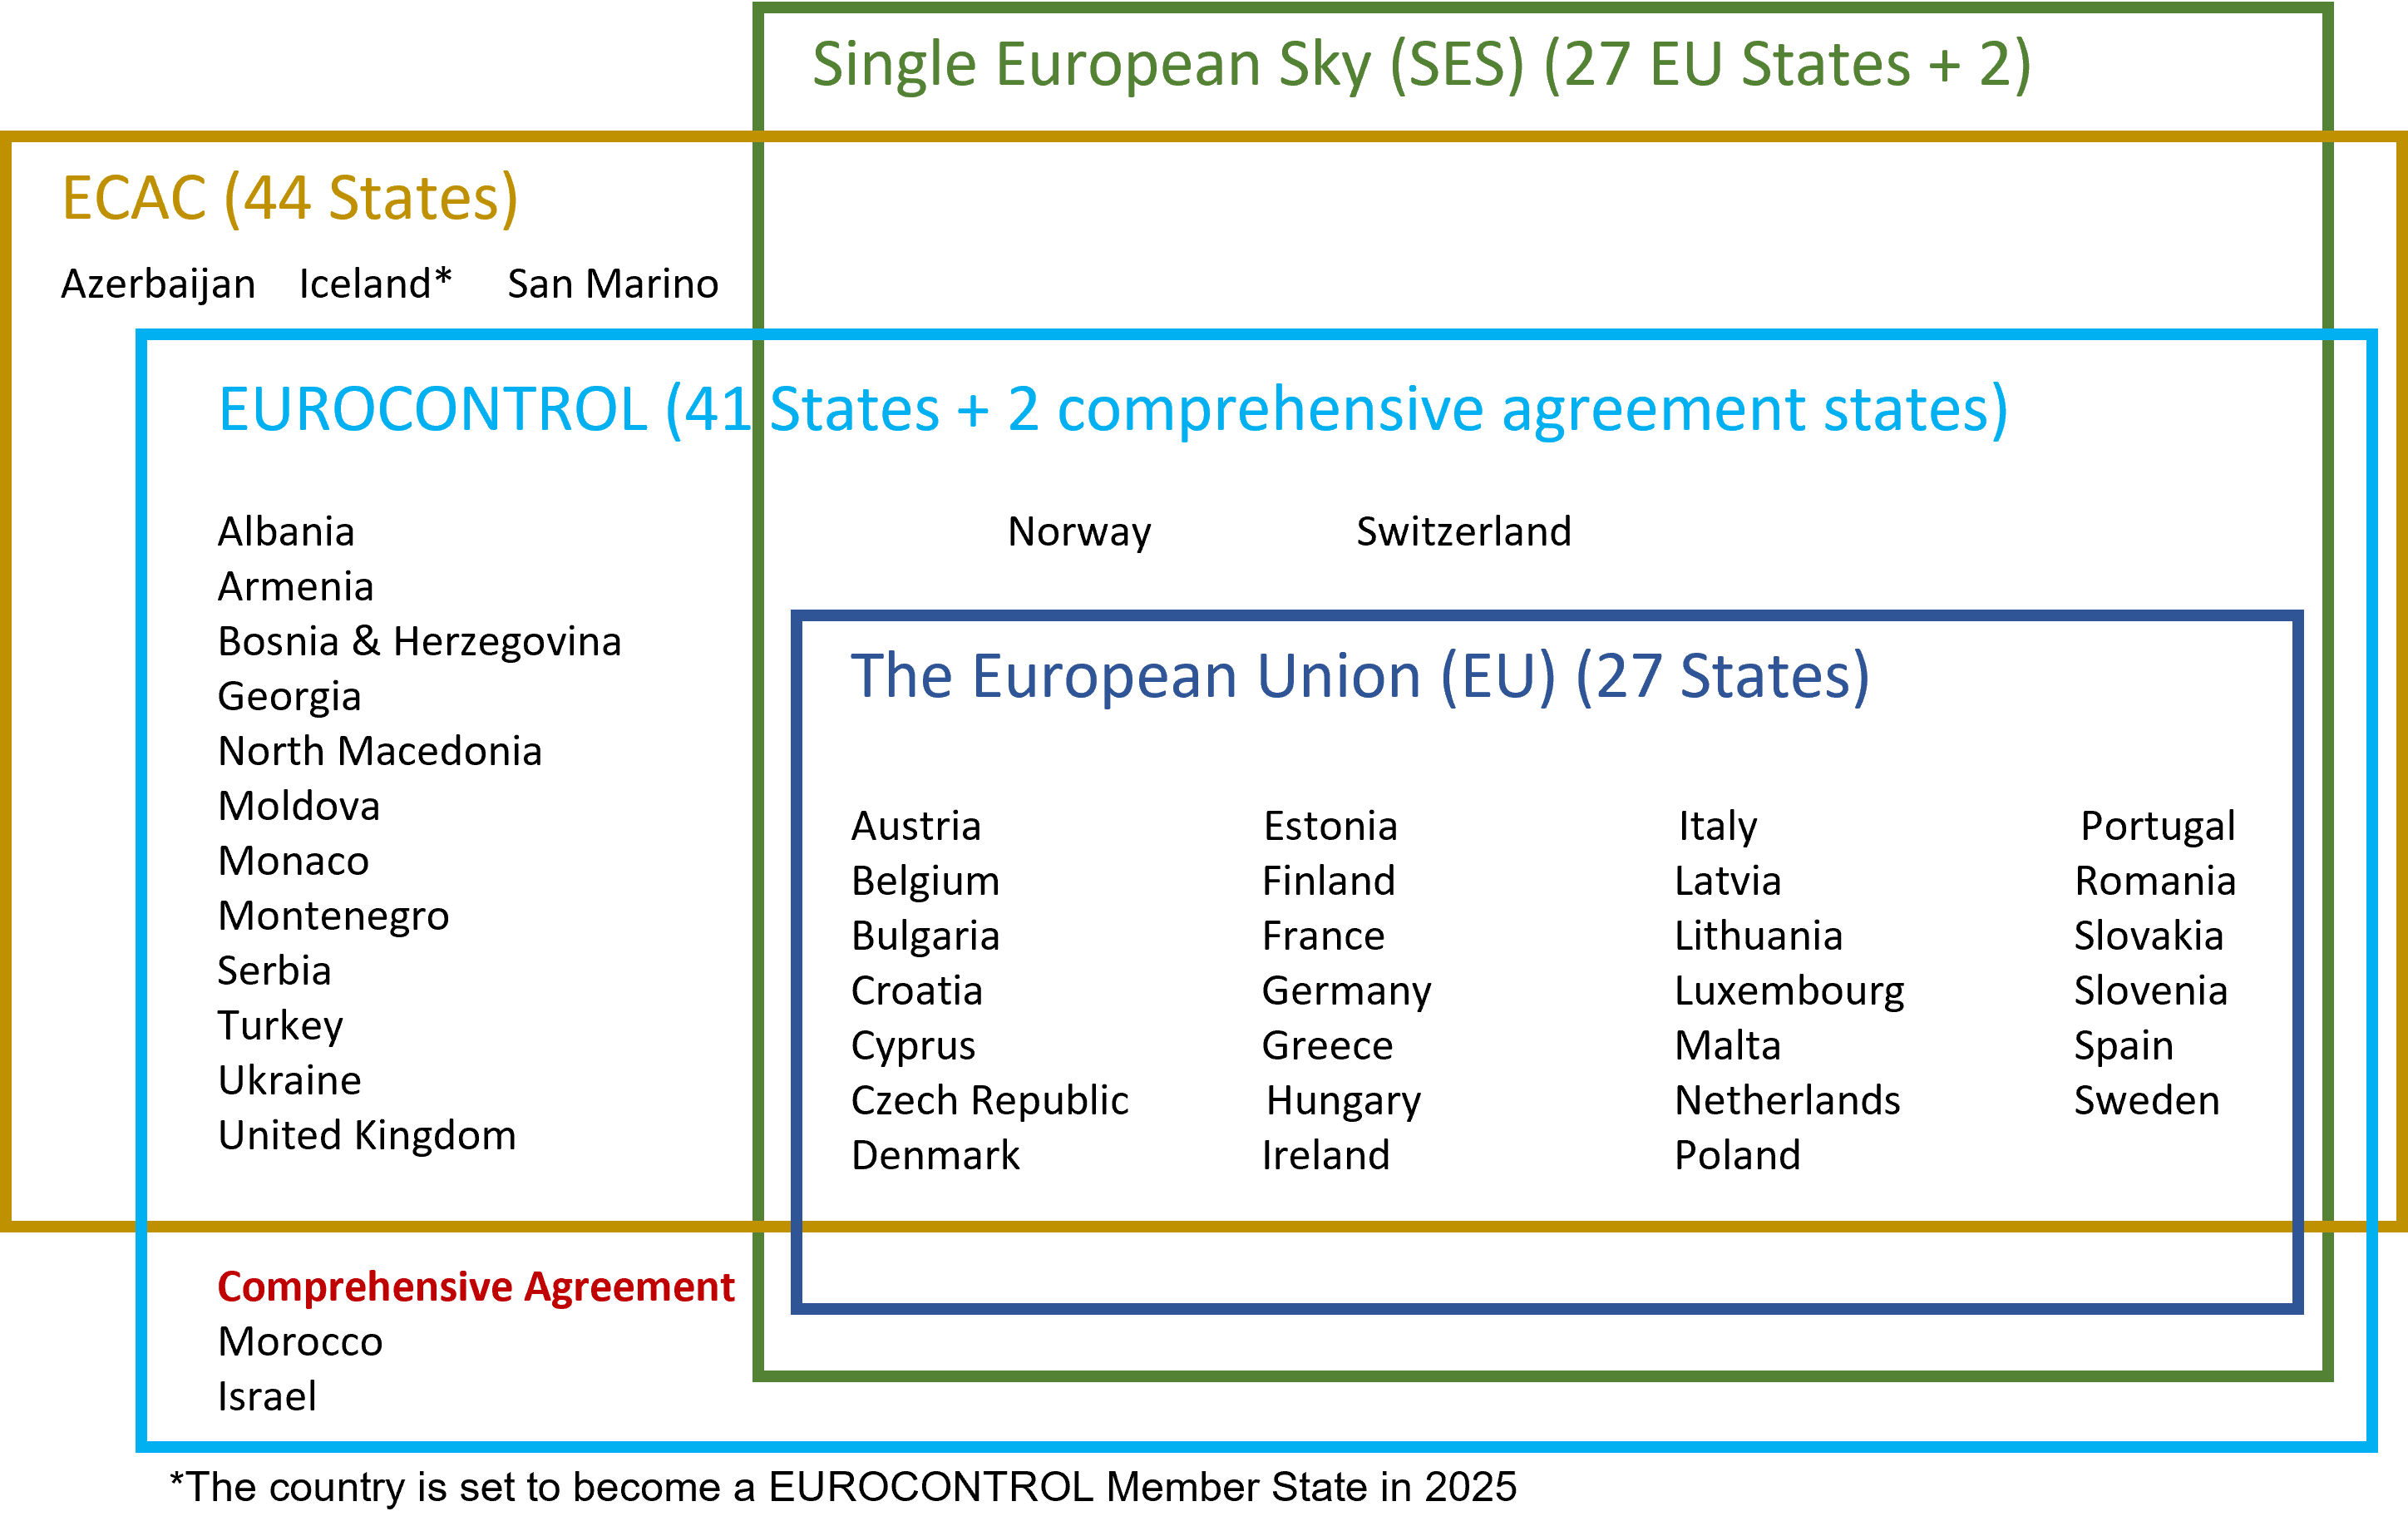 Single European Sky (SES) (27 EU States + 2)
ECAC (44 States)
Azerbaijan Iceland* San Marino
EUROCONTROL (41 States + 2 comprehensive agreement states)
Albania
Armenia
Bosnia & Herzegovina
Georgia
North Macedonia
Moldova
Monaco
Montenegro
Serbia
Turkey
Ukraine
United Kingdom
Norway Switzerland
The European Union (EU) (27 States)
Austria Estonia Italy Portugal
Belgium Finland Latvia Romania
Bulgaria France Lithuania Slovakia
Croatia Germany Luxembourg Slovenia
Cyprus Greece Malta Spain
Czech Republic Hungary Netherlands Sweden
Denmark Ireland Poland
Comprehensive Agreement
Morocco
Israel
*The country is set to become a EUROCONTROL Member State in 2025